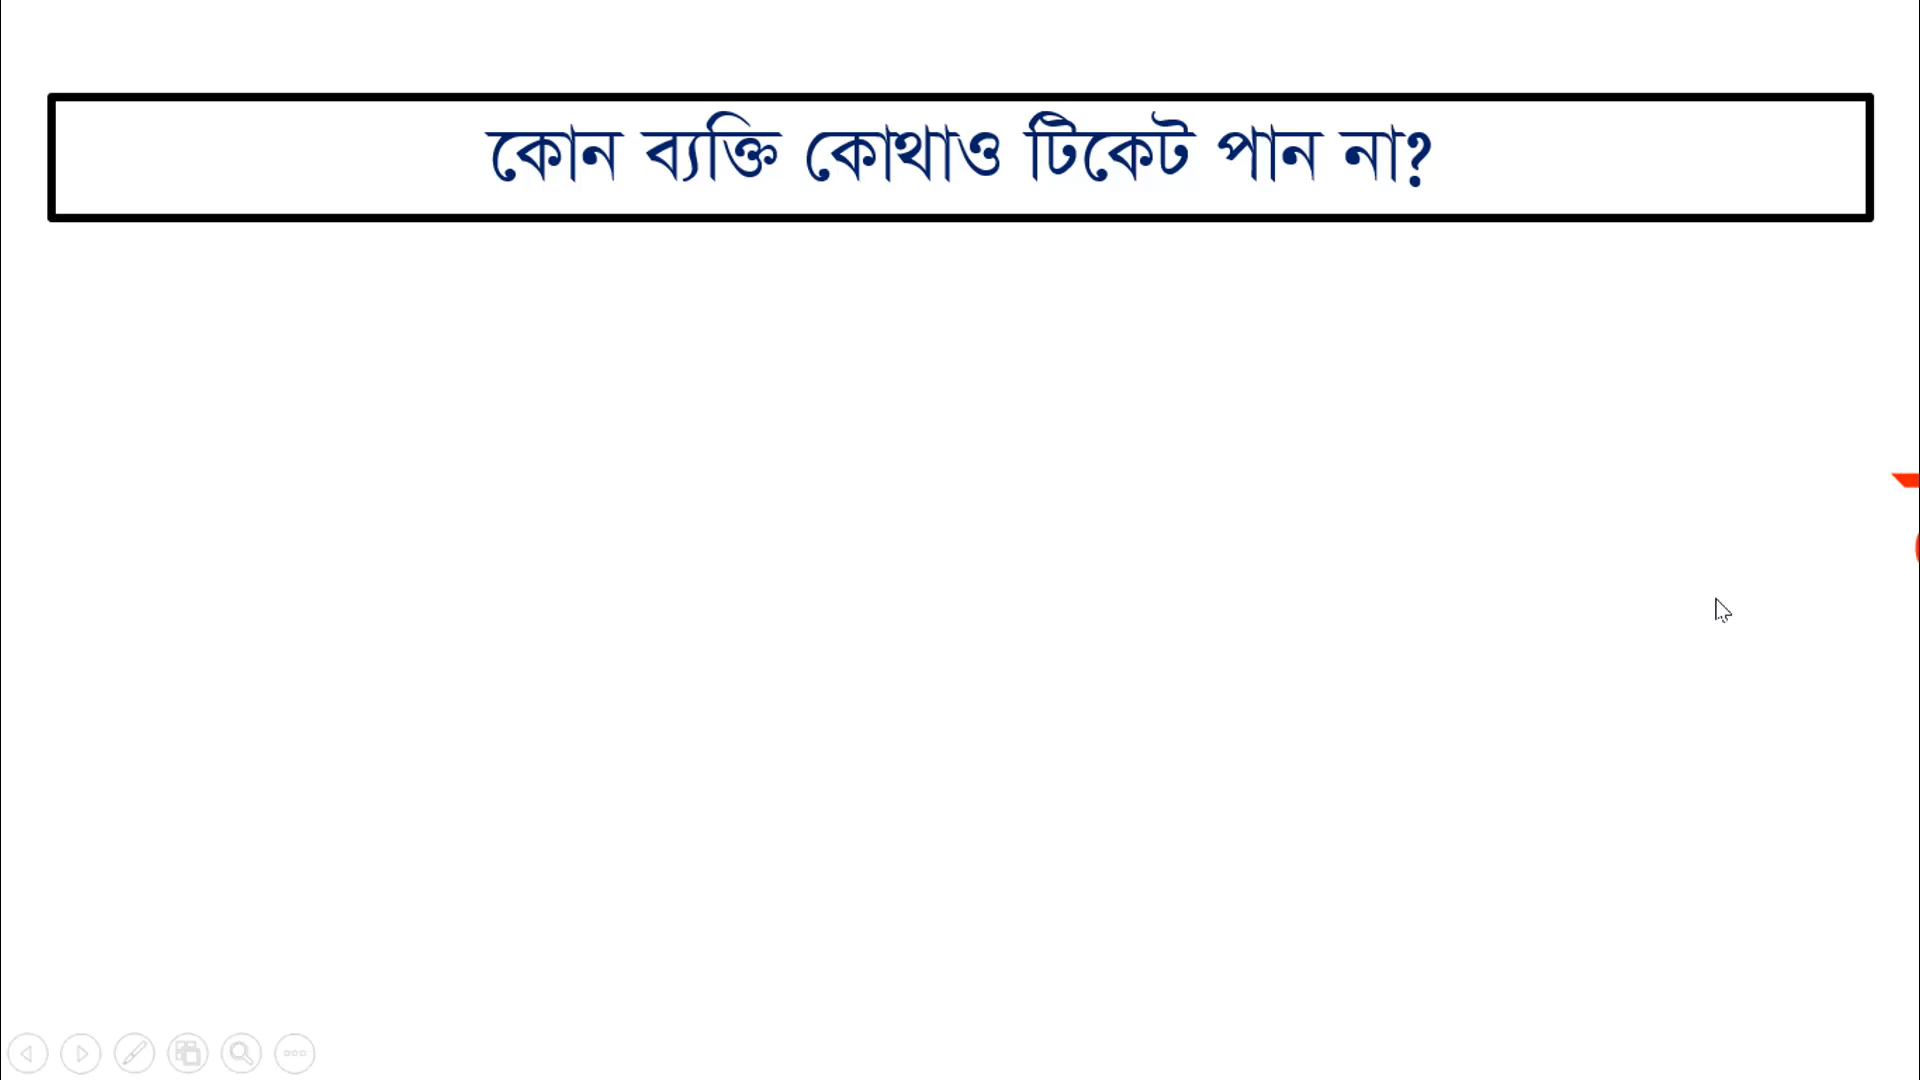 কোন ব্যক্তি কোথাও টিকেট পান না?